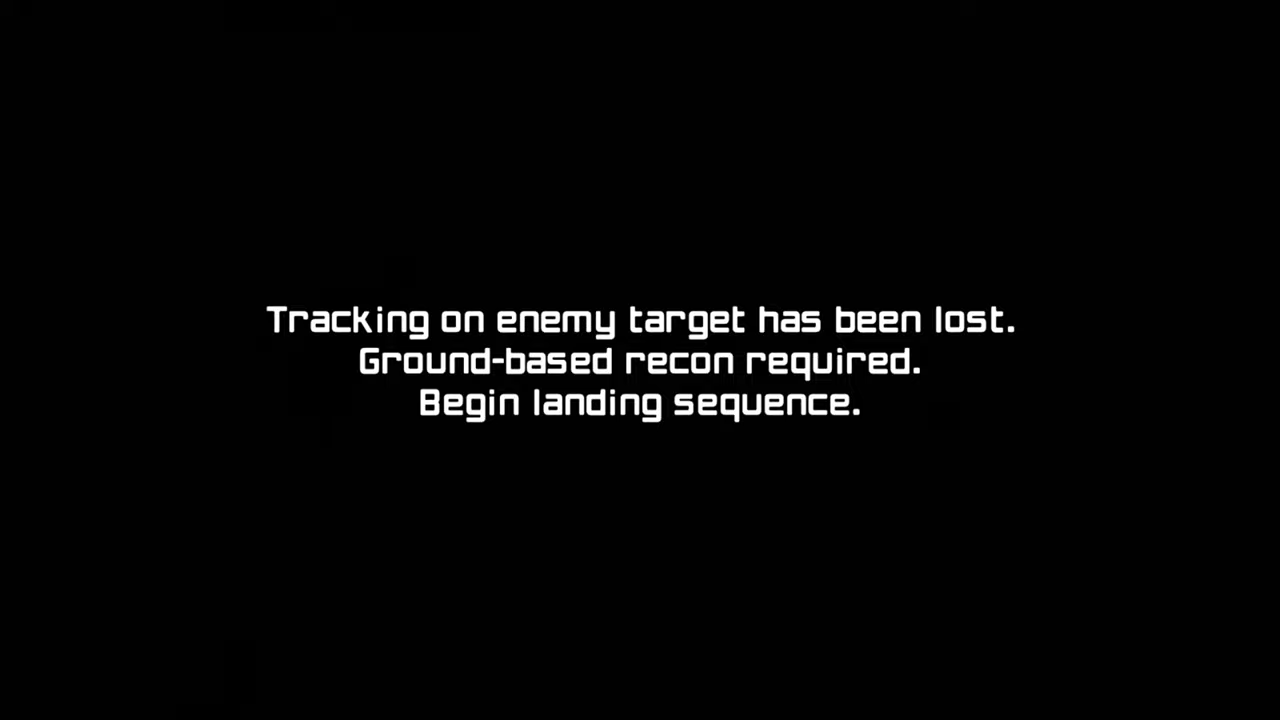 Tracking on enemy target has been lost.
Ground-based recon required.
Begin landing sequence.